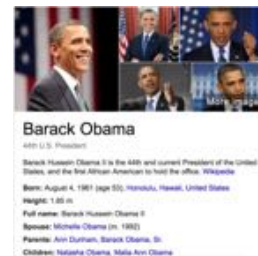 More images
Barack Obama
44th U.S. President
Barack Hussein Obama II is the 44th and current President of the United
States, and the first African American to hold the office. Wikipedia
Born: August 4, 1961 (age 53), Honolulu, Hawaii, United States
Height: 1.85 m
Full name: Barack Hussein Obama II
Spouse: Michelle Obama (m. 1992)
Parents: Ann Dunham, Barack Obama, Sr.
Children: Natasha Obama, Malia Ann Obama